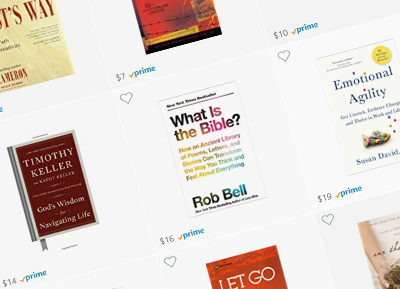 T'S WAY
Path
Creativity
CAMERON
$7 prime
$10 prime
TIMOTHY
KELLER
with KATHY KELLER
God's Wisdom
for
Navigating Life
$14 prime
New York Times Bestseller
What Is
the Bible?
How an Ancient Library
of Poems, Letters, and
Stories Can Transform
the Way You Think and
Feel About Everything
Rob Bell
New York Times Bestselling Author of Love Wins
$16 prime
Emotional
Agility
Get Unstuck, Embrace Change
and Thrive in Work and Life
Susan David,
$19 prime
LET GO